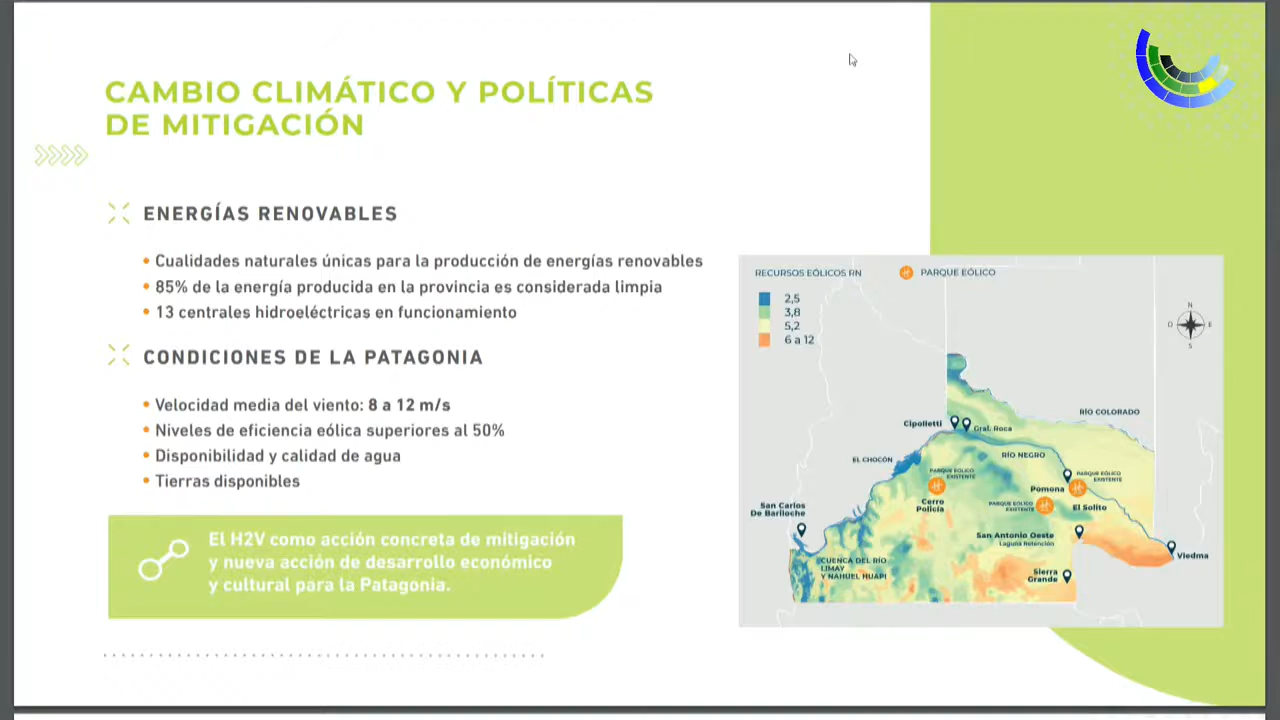 CAMBIO CLIMÁTICO Y POLÍTICAS
DE MITIGACIÓN
ENERGÍAS RENOVABLES
• Cualidades naturales únicas para la producción de energías renovables
• 85% de la energía producida en la provincia es considerada limpia
• 13 centrales hidroeléctricas en funcionamiento
CONDICIONES DE LA PATAGONIA
• Velocidad media del viento: 8 a 12 m/s
• Niveles de eficiencia eólica superiores al 50%
• Disponibilidad y calidad de agua
• Tierras disponibles
El H2V como acción concreta de mitigación
y nueva acción de desarrollo económico
y cultural para la Patagonia.
RECURSOS EÓLICOS RN
PARQUE EÓLICO
2,5
3,8
5,2
6 a 12
N
O
E
S
RÍO COLORADO
Cipolletti
Gral. Roca
RÍO NEGRO
EL CHOCÓN
PARQUE EÓLICO
EXISTENTE
Cerro
Policía
PARQUE EÓLICO
EXISTENTE
Pomona
PARQUE EÓLICO
EXISTENTE
El Solito
San Carlos
De Bariloche
San Antonio Oeste
Laguna Retención
Viedma
CUENCA DEL RÍO
LIMAY
Y NAHUEL HUAPI
Sierra
Grande